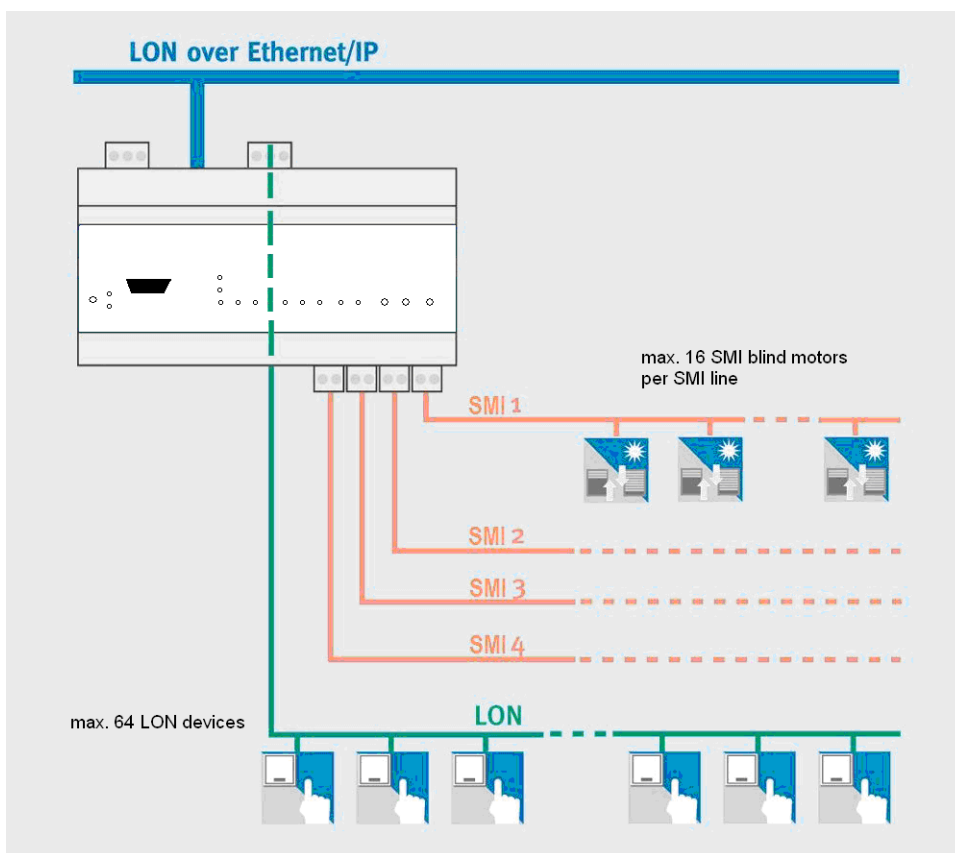 LON over Ethernet/IP
max. 16 SMI blind motors
per SMI line
SMI 1
SMI 2
SMI 3
SMI 4
max. 64 LON devices
LON